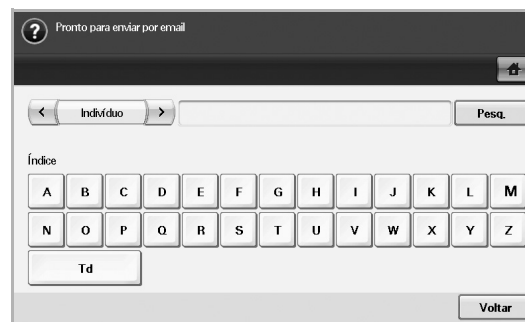 Pronto para enviar por email
Indivíduo
Pesq.
Índice
A B C D E F G H I J K L M
N O P Q R S T U V W X Y Z
Td
Voltar